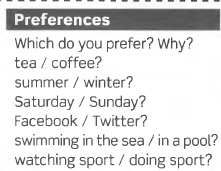 Preferences
Which do you prefer? Why?
tea / coffee?
summer / winter?
Saturday / Sunday?
Facebook / Twitter?
swimming in the sea / in a pool?
watching sport / doing sport?